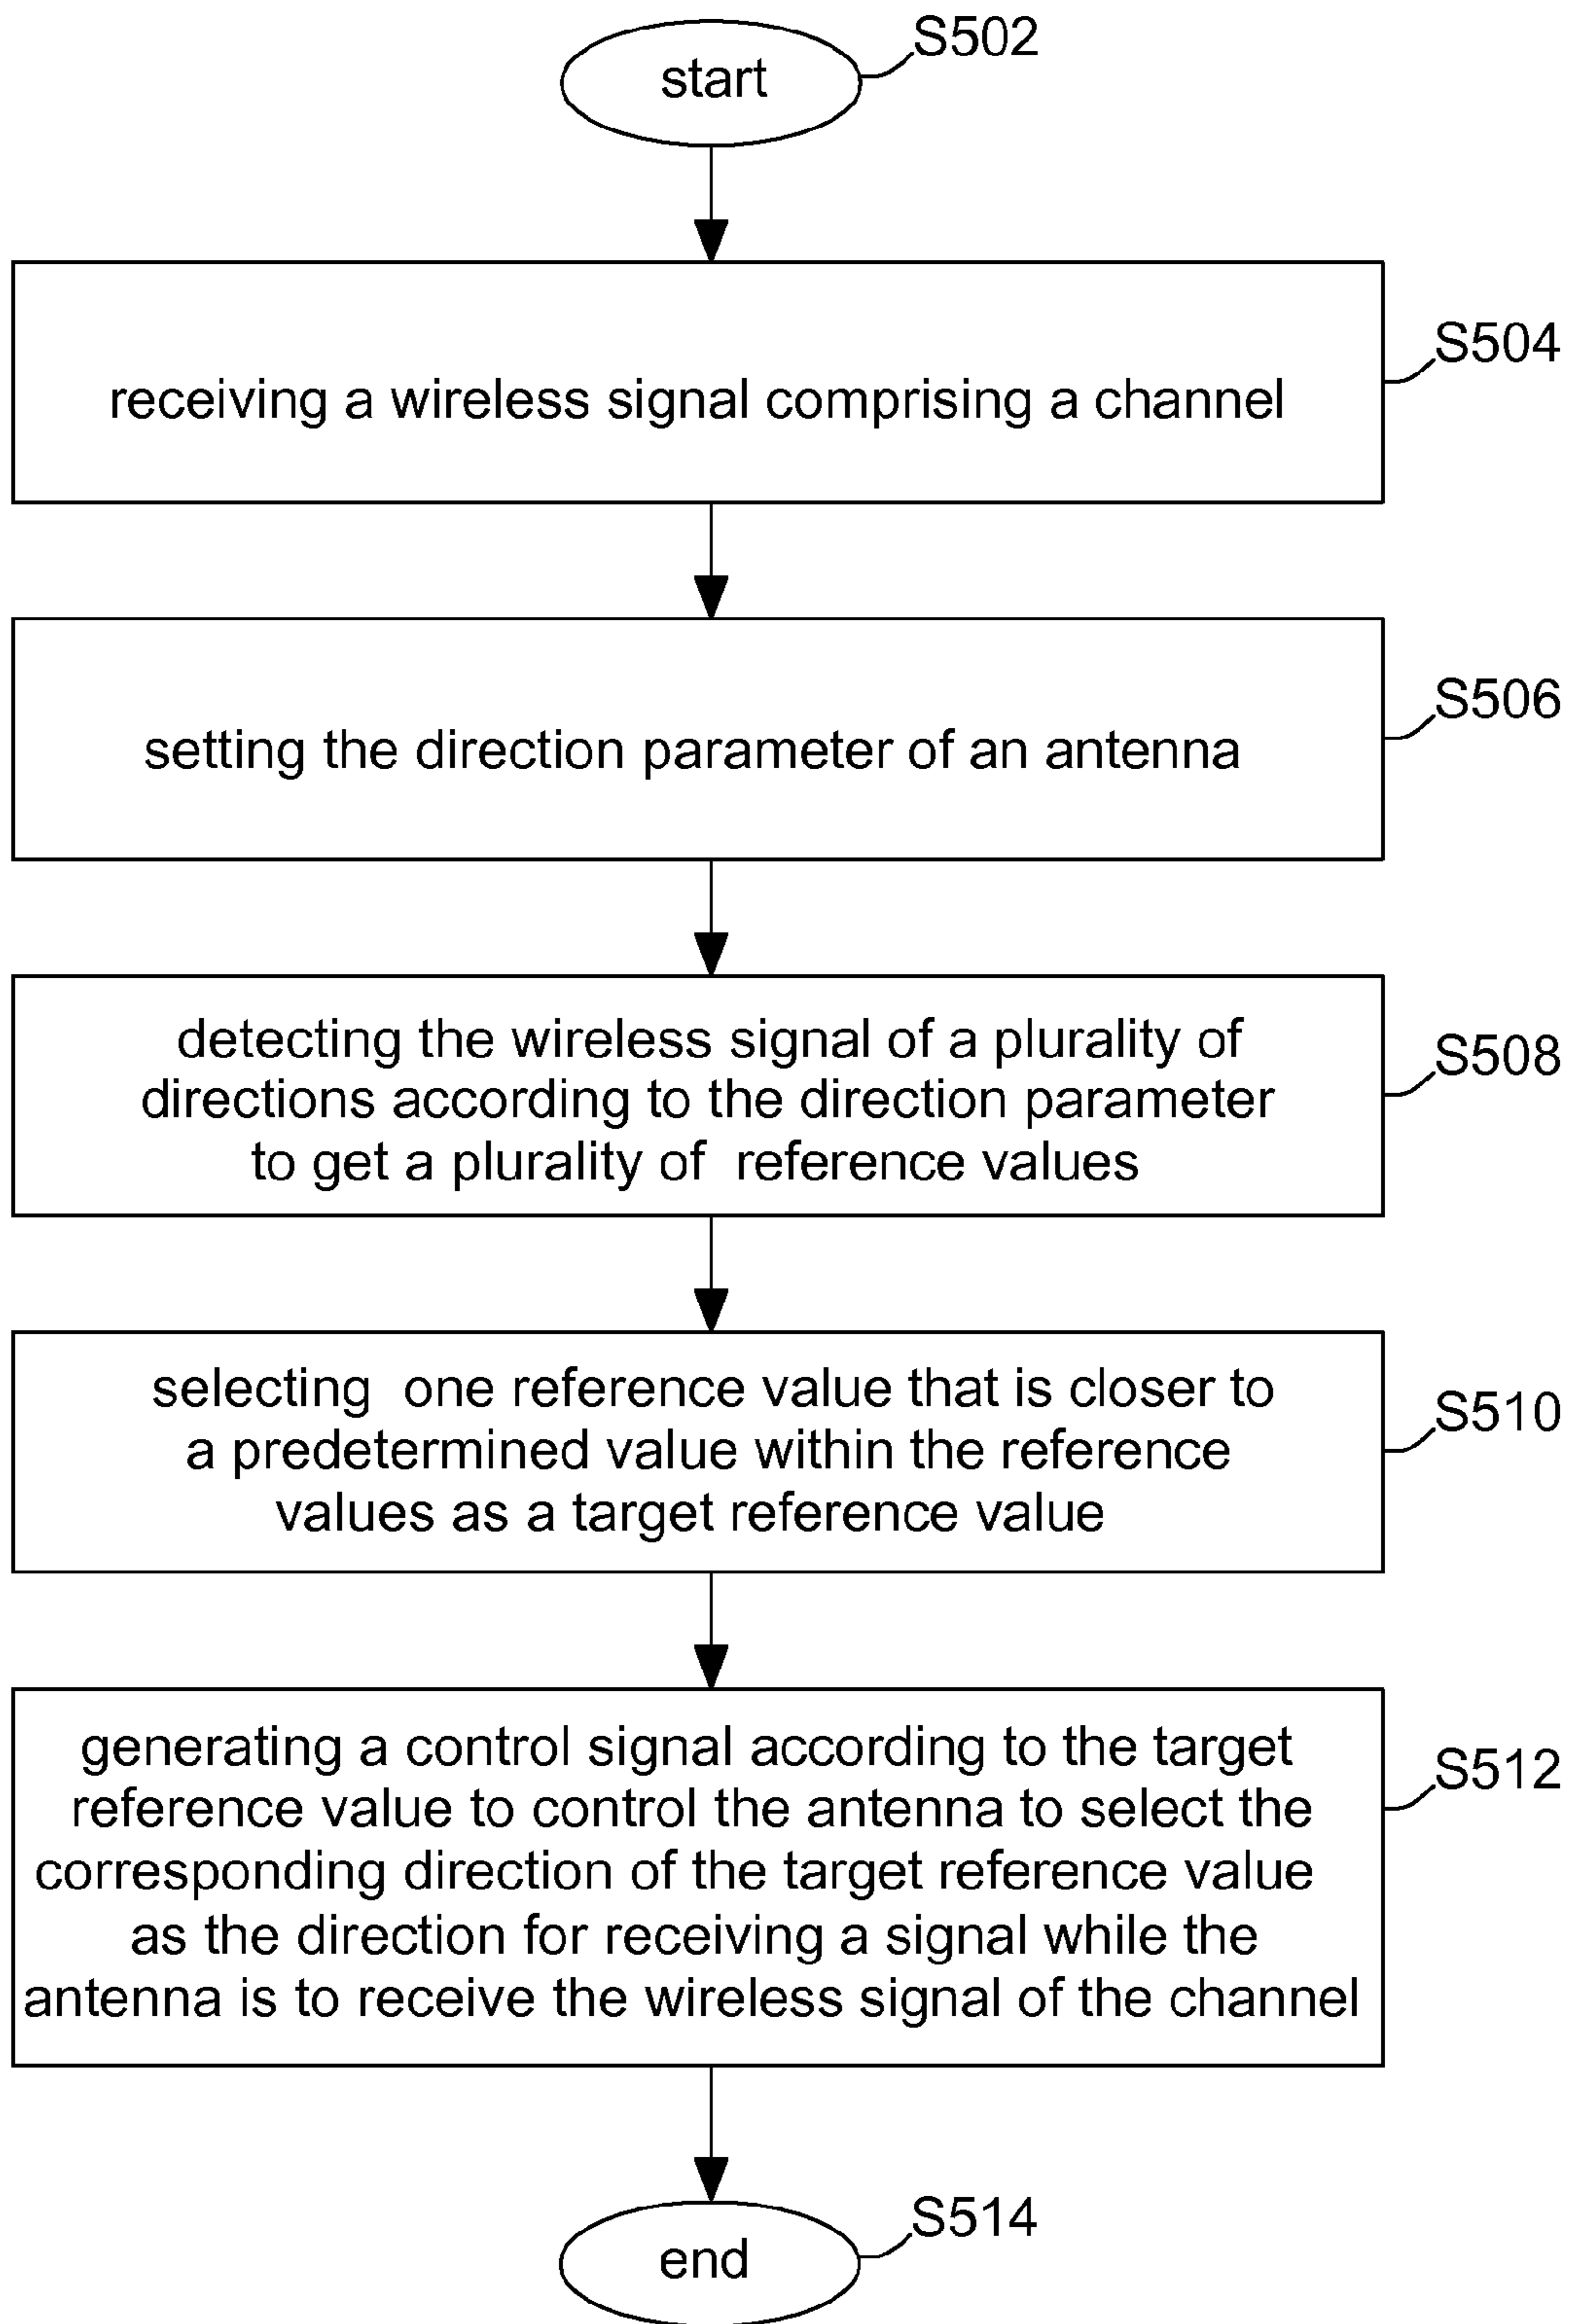 start
S502
receiving a wireless signal comprising a channel
S504
setting the direction parameter of an antenna
S506
detecting the wireless signal of a plurality of
directions according to the direction parameter
to get a plurality of reference values
S508
selecting one reference value that is closer to
a predetermined value within the reference
values as a target reference value
S510
generating a control signal according to the target
reference value to control the antenna to select the
corresponding direction of the target reference value
as the direction for receiving a signal while the
antenna is to receive the wireless signal of the channel
S512
end
S514